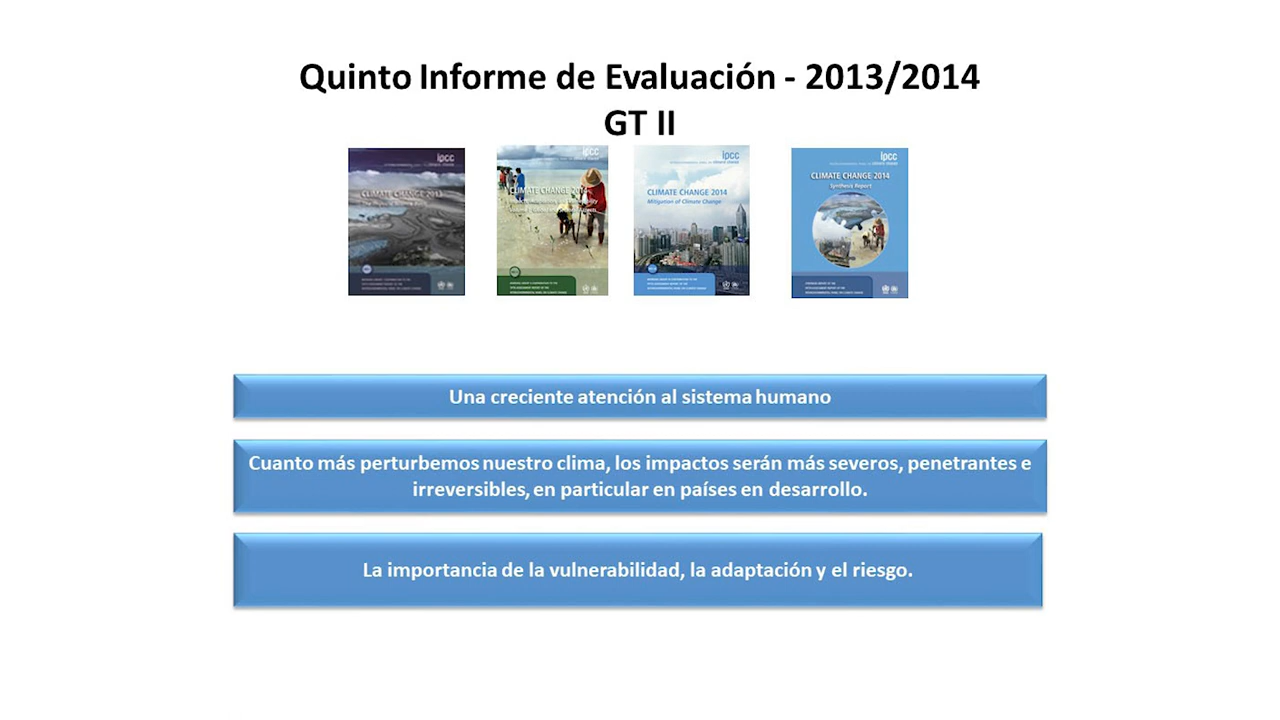 Quinto Informe de Evaluación - 2013/2014
GT II
ipcc
CLIMATE CHANGE 2013
ipcc
CLIMATE CHANGE 2014
ipcc
CLIMATE CHANGE 2014
Mitigation of Climate Change
ipcc
CLIMATE CHANGE 2014
Synthesis Report
Una creciente atención al sistema humano
Cuanto más perturbemos nuestro clima, los impactos serán más severos, penetrantes e
irreversibles, en particular en países en desarrollo.
La importancia de la vulnerabilidad, la adaptación y el riesgo.